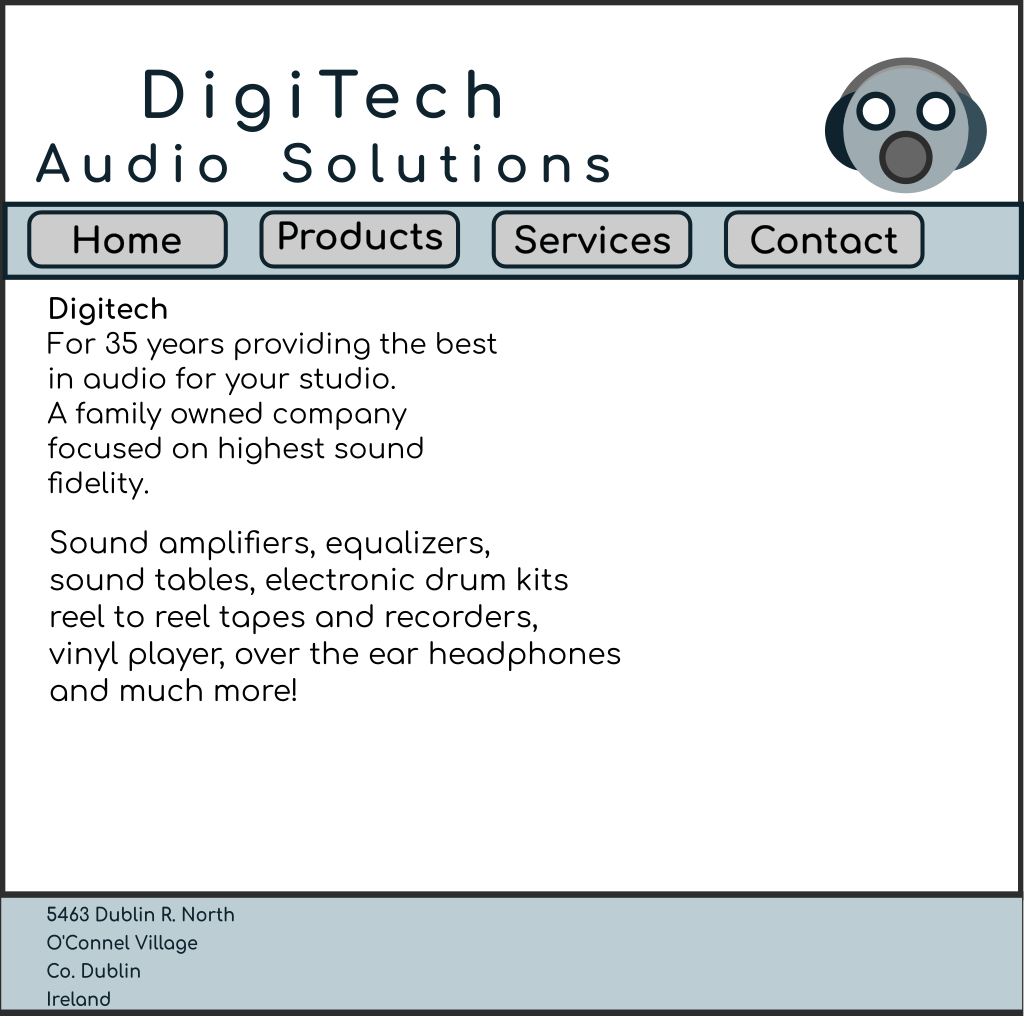 DigiTech
Audio Solutions
Home Products Services Contact
Digitech
For 35 years providing the best
in audio for your studio.
A family owned company
focused on highest sound
fidelity.
Sound amplifiers, equalizers,
sound tables, electronic drum kits
reel to reel tapes and recorders,
vinyl player, over the ear headphones
and much more!
5463 Dublin R. North
O'Connel Village
Co. Dublin
Ireland